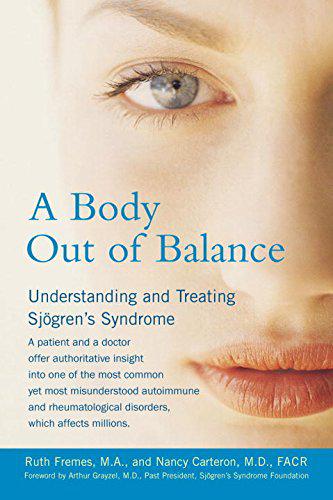 A Body
Out of Balance
Understanding and Treating
Sjögren's Syndrome
A patient and a doctor
offer authoritative insight
into one of the most common
yet most misunderstood autoimmune
and rheumatological disorders,
which affects millions.
Ruth Fremes, M.A., and Nancy Carteron, M.D., FACR
Foreword by Arthur Grayzel, M.D., Past President, Sjögren's Syndrome Foundation